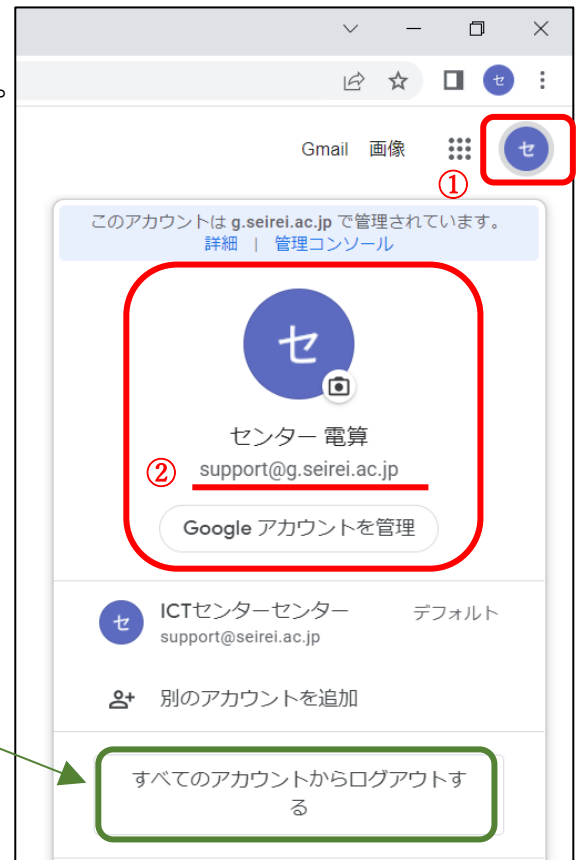 。
セ
Gmail 画像 セ
①
このアカウントは g.seirei.ac.jp で管理されています。
詳細 | 管理コンソール
セ
センター 電算
② support@g.seirei.ac.jp
Google アカウントを管理
セ ICTセンターセンター デフォルト
support@seirei.ac.jp
別のアカウントを追加
すべてのアカウントからログアウトす
る